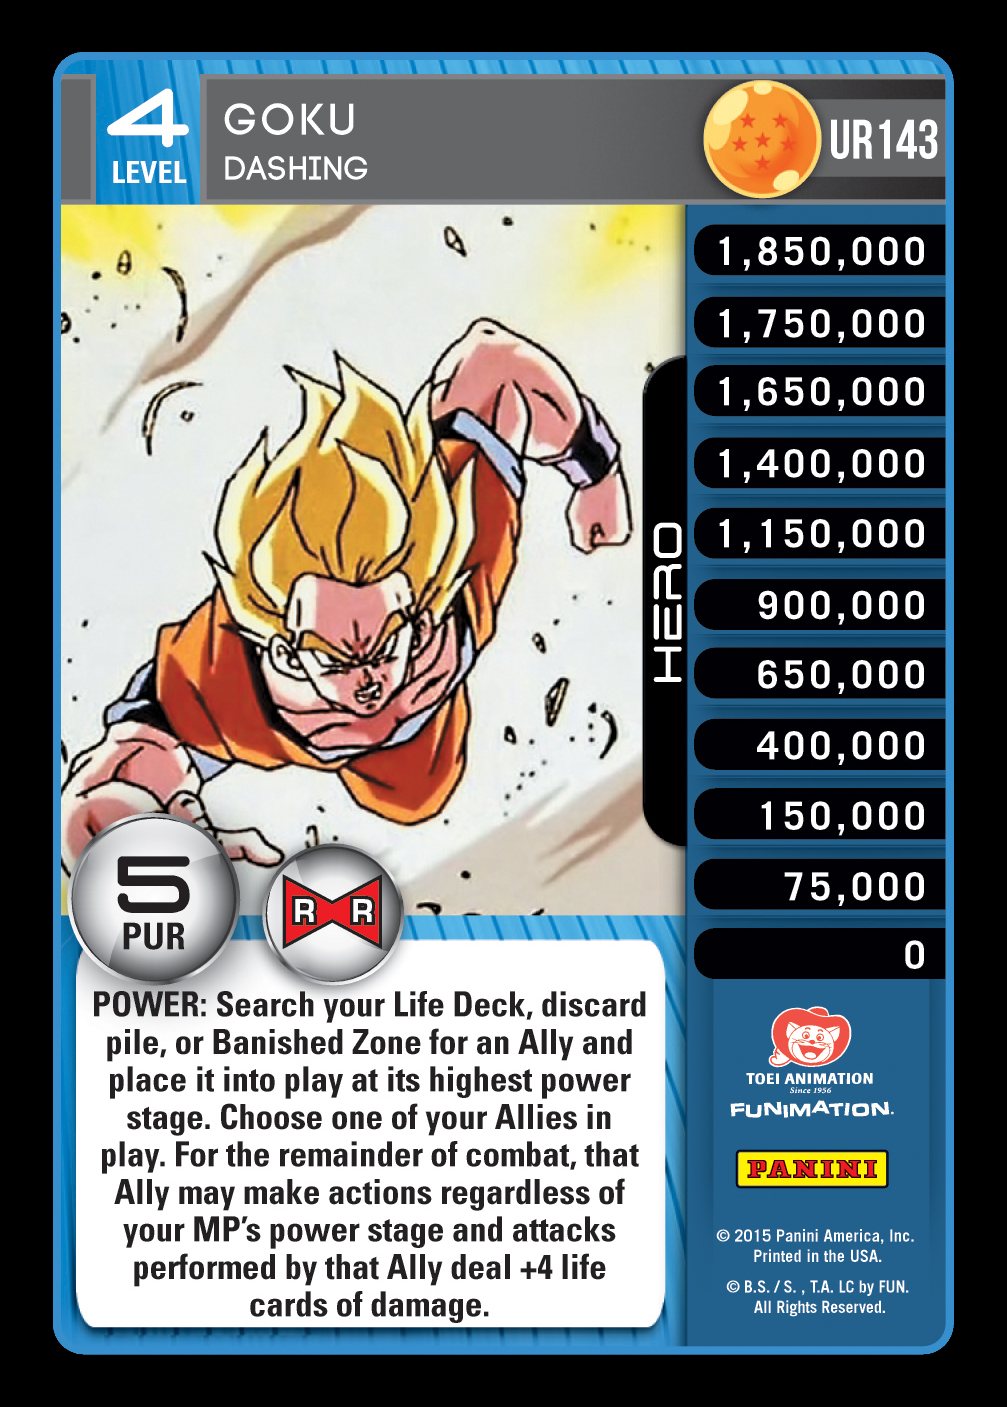 4
LEVEL
GOKU
DASHING
UR143
1,850,000
1,750,000
1,650,000
1,400,000
1,150,000
900,000
650,000
400,000
150,000
75,000
0
HERO
5
PUR
R R
POWER: Search your Life Deck, discard
pile, or Banished Zone for an Ally and
place it into play at its highest power
stage. Choose one of your Allies in
play. For the remainder of combat, that
Ally may make actions regardless of
your MP's power stage and attacks
performed by that Ally deal +4 life
cards of damage.
TOEI ANIMATION
Since 1956
FUNIMATION.
PANINI
© 2015 Panini America, Inc.
Printed in the USA.
© B.S. / S. , T.A. LC by FUN.
All Rights Reserved.